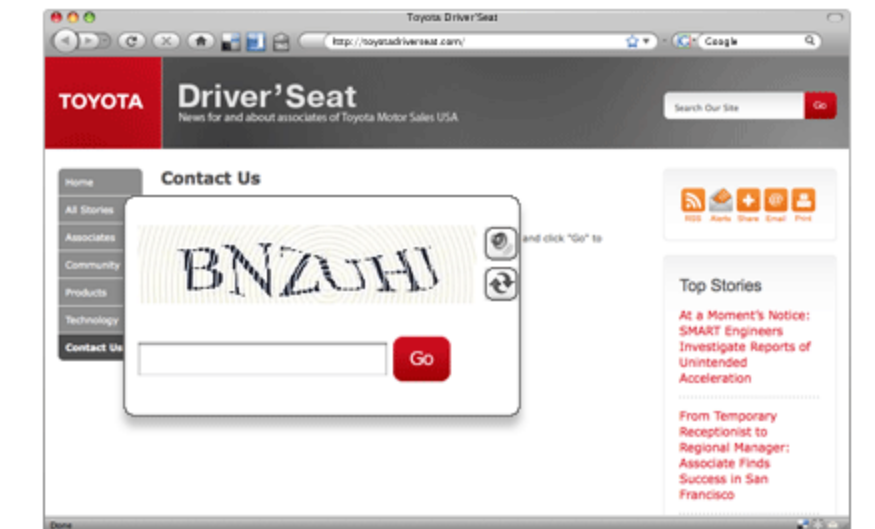 Toyota Driver'Seat
http://toyotadriverseat.com/
Google
TOYOTA
Driver'Seat
News for and about associates of Toyota Motor Sales USA
Search Our Site
Go
Home
All Stories
Associates
Community
Products
Technology
Contact Us
Contact Us
and click "Go" to
Go
RSS Alerts Share Email Print
Top Stories
At a Moment's Notice:
SMART Engineers
Investigate Reports of
Unintended
Acceleration
From Temporary
Receptionist to
Regional Manager:
Associate Finds
Success in San
Francisco
Done